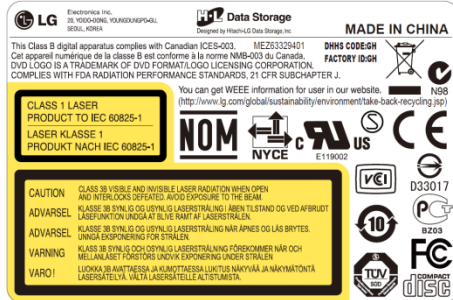 LG Electronics Inc.
20, YOIDO-DONG, YOUNGDUNGPO-GU,
SEOUL, KOREA
HLDS Data Storage
Designed by Hitachi-LG Data Storage, Inc.
MADE IN CHINA
This Class B digital apparatus complies with Canadian ICES-003. MEZ63329401
DHHS CODE:GH
Cet appareil numérique de la classe B est conforme à la norme NMB-003 du Canada.
FACTORY ID:GH
DVD LOGO IS A TRADEMARK OF DVD FORMAT/LOGO LICENSING CORPORATION.
COMPLIES WITH FDA RADIATION PERFORMANCE STANDARDS, 21 CFR SUBCHAPTER J.
N98
You can get WEEE information for user in our website.
(http://www.lg.com/global/sustainability/environment/take-back-recycling.jsp)
CLASS 1 LASER
PRODUCT TO IEC 60825-1
LASER KLASSE 1
PRODUKT NACH IEC 60825-1
NOM
NYCE
C UL US
E119002
S
CE
CAUTION CLASS 3B VISIBLE AND INVISIBLE LASER RADIATION WHEN OPEN
AND INTERLOCKS DEFEATED. AVOID EXPOSURE TO THE BEAM.
ADVARSEL KLASSE 3B SYNLIG OG USYNLIG LASERSTRÅLING I ÅBEN TILSTAND OG VED AFBRUDT
LÅSEFUNKTION UNDGÅ AT BLIVE RAMT AF LASERSTRÅLEN.
ADVARSEL KLASSE 3B SYNLIG OG USYNLIG LASERSTRÅLING NÅR ÅPNES OG LÅS BRYTES.
UNNGÅ EKSPONERING FOR STRÅLEN.
VARNING KLASS 3B SYNLIG OCH OSYNLIG LASERSTRÅLNING FÖREKOMMER NÄR OCH
MELLANLÅSET FÖRSTÖRS UNDVIK EXPONERING UNDER STRÅLEN
VARO! LUOKKA 3B AVATTAESSA JA KUMOTTAESSA LUKITUS NÄKYVÄÄ JA NÄKYMÄTÖNTÄ
LASERSÄTEILYÄ. VÄLTÄ LASERSÄTEILLE ALTISTUMISTA.
VCI
D33017
10
BZ03
TÜV
SÜD
FC
COMPACT
disc